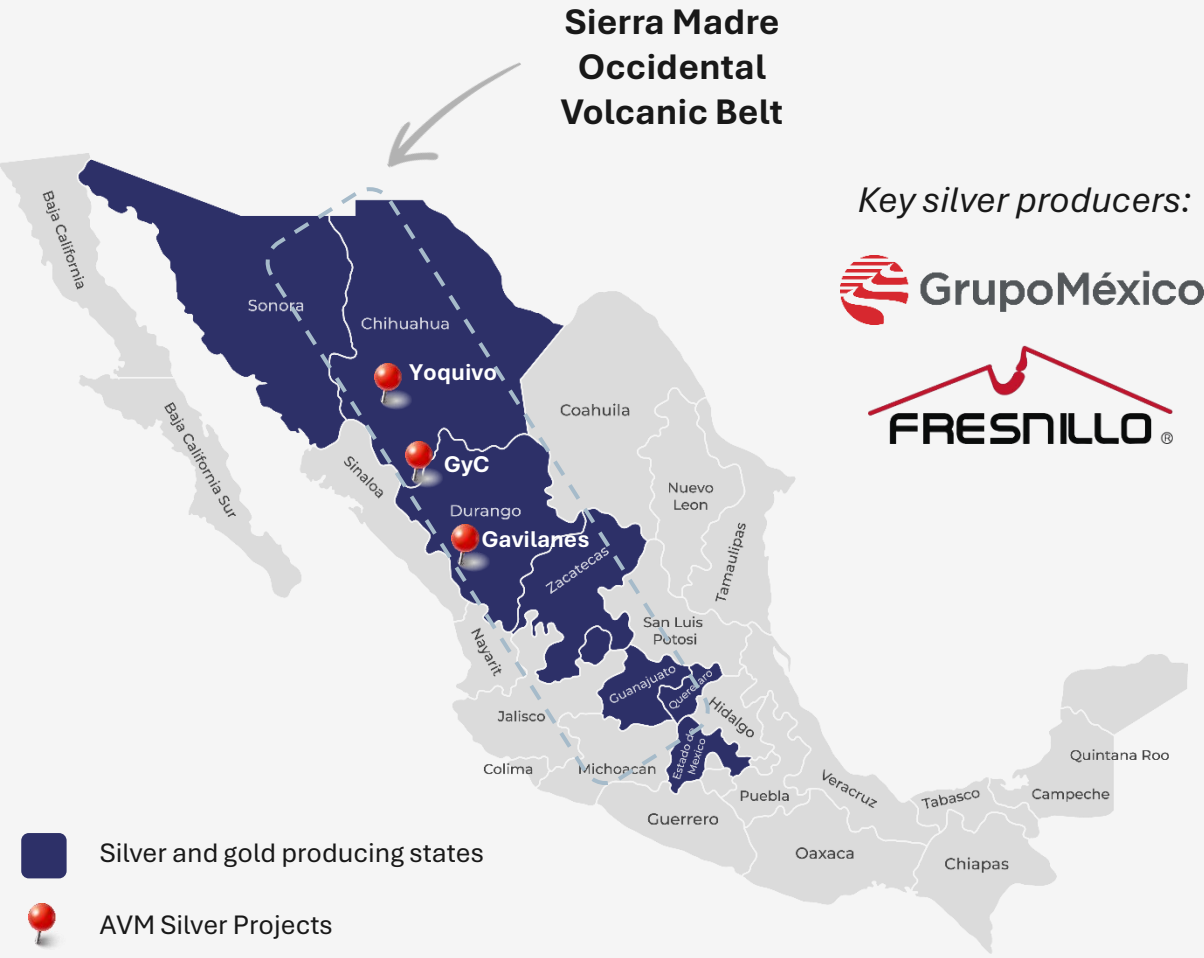 Sierra Madre
Occidental
Volcanic Belt
Key silver producers:
GrupoMéxico
FRESNILLO ®
Baja California
Baja California Sur
Sonora
Chihuahua
Yoquivo
Coahuila
GyC
Sinaloa
Nuevo
Leon
Durango
Gavilanes
Zacatecas
Tamaulipas
San Luis
Potosi
Nayarit
Guanajuato
Queretaro
Hidalgo
Jalisco
Estado de
Mexico
Colima
Michoacán
Quintana Roo
Veracruz
Tabasco
Campeche
Puebla
Guerrero
Oaxaca
Chiapas
Silver and gold producing states
AVM Silver Projects